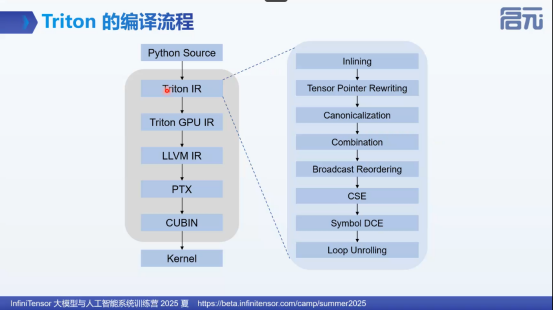 Triton 的编译流程
启元
Python Source
Triton IR
Triton GPU IR
LLVM IR
PTX
CUBIN
Kernel
Inlining
Tensor Pointer Rewriting
Canonicalization
Combination
Broadcast Reordering
CSE
Symbol DCE
Loop Unrolling
InfiniTensor 大模型与人工智能系统训练营 2025 夏 https://beta.infinitensor.com/camp/summer2025